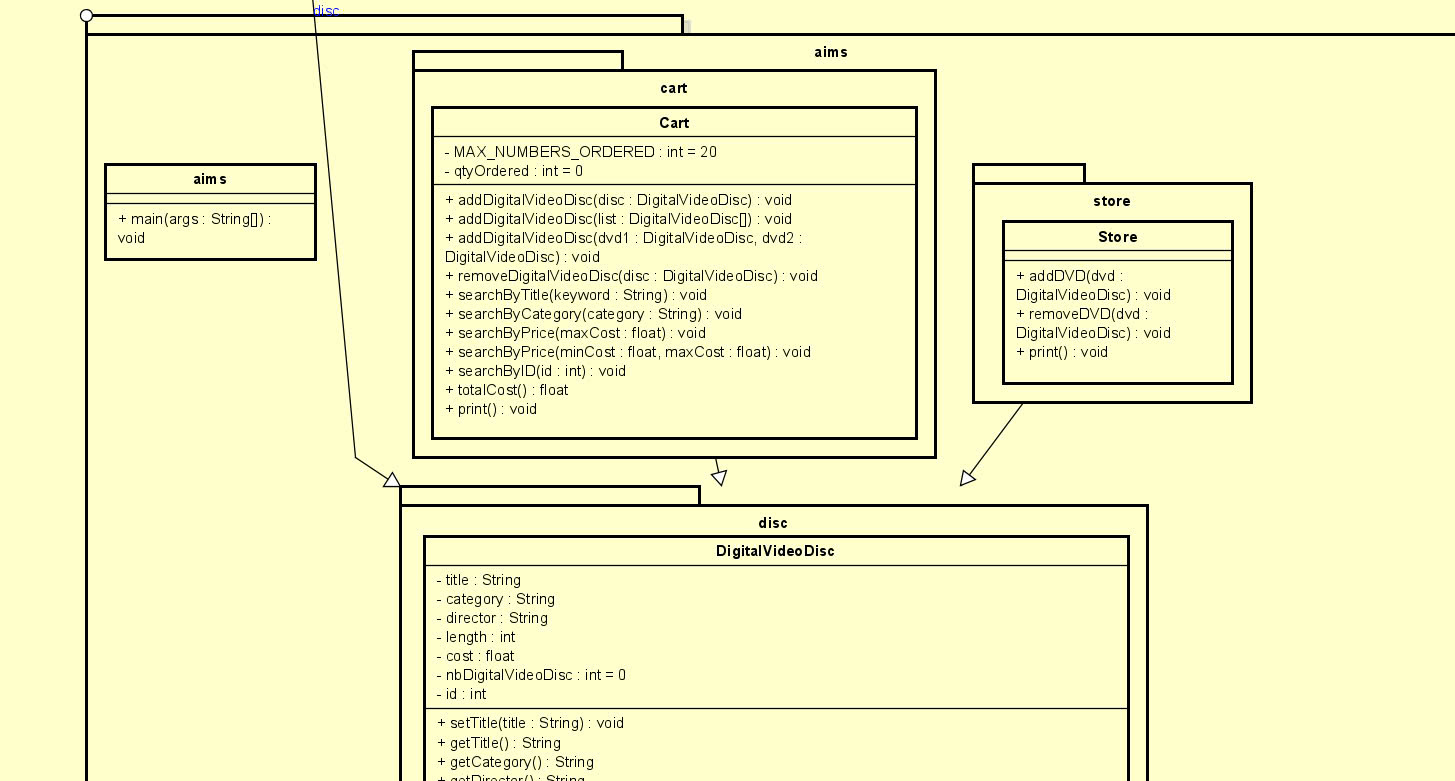 disc
aims
cart
Cart
- MAX_NUMBERS_ORDERED : int = 20
- qtyOrdered : int = 0
+ addDigitalVideoDisc(disc : DigitalVideoDisc) : void
+ addDigitalVideoDisc(list : DigitalVideoDisc[]) : void
+ addDigitalVideoDisc(dvd1 : DigitalVideoDisc, dvd2 :
DigitalVideoDisc) : void
+ removeDigitalVideoDisc(disc : DigitalVideoDisc) : void
+ searchByTitle(keyword : String) : void
+ searchByCategory(category : String) : void
+ searchByPrice(maxCost : float) : void
+ searchByPrice(minCost : float, maxCost : float) : void
+ searchByID(id : int) : void
+ totalCost() : float
+ print() : void
aims
+ main(args : String[]) :
void
store
Store
+ addDVD(dvd :
DigitalVideoDisc) : void
+ removeDVD(dvd :
DigitalVideoDisc) : void
+ print() : void
disc
DigitalVideoDisc
- title : String
- category : String
- director : String
- length : int
- cost : float
- nbDigitalVideoDisc : int = 0
- id : int
+ setTitle(title : String) : void
+ getTitle() : String
+ getCategory() : String
+ getDirector() : String